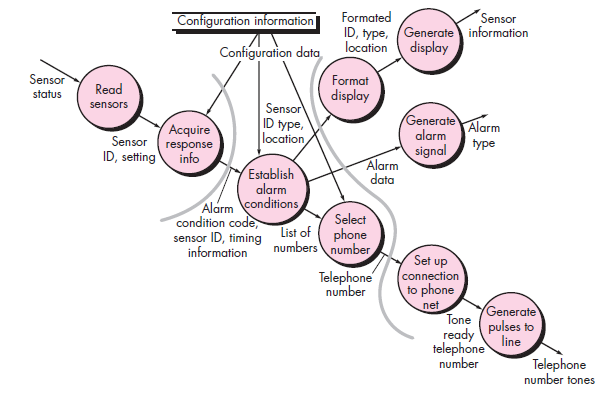 Configuration information
Configuration data
Formated
ID, type,
location
Generate
display
Sensor
information
Sensor
status
Read
sensors
Format
display
Sensor
ID type,
location
Acquire
response
info
Sensor
ID, setting
Generate
alarm
signal
Alarm
type
Alarm
data
Establish
alarm
conditions
Alarm
condition code,
sensor ID, timing
information
List of
numbers
Select
phone
number
Telephone
number
Set up
connection
to phone
net
Tone
ready
telephone
number
Generate
pulses to
line
Telephone
number tones